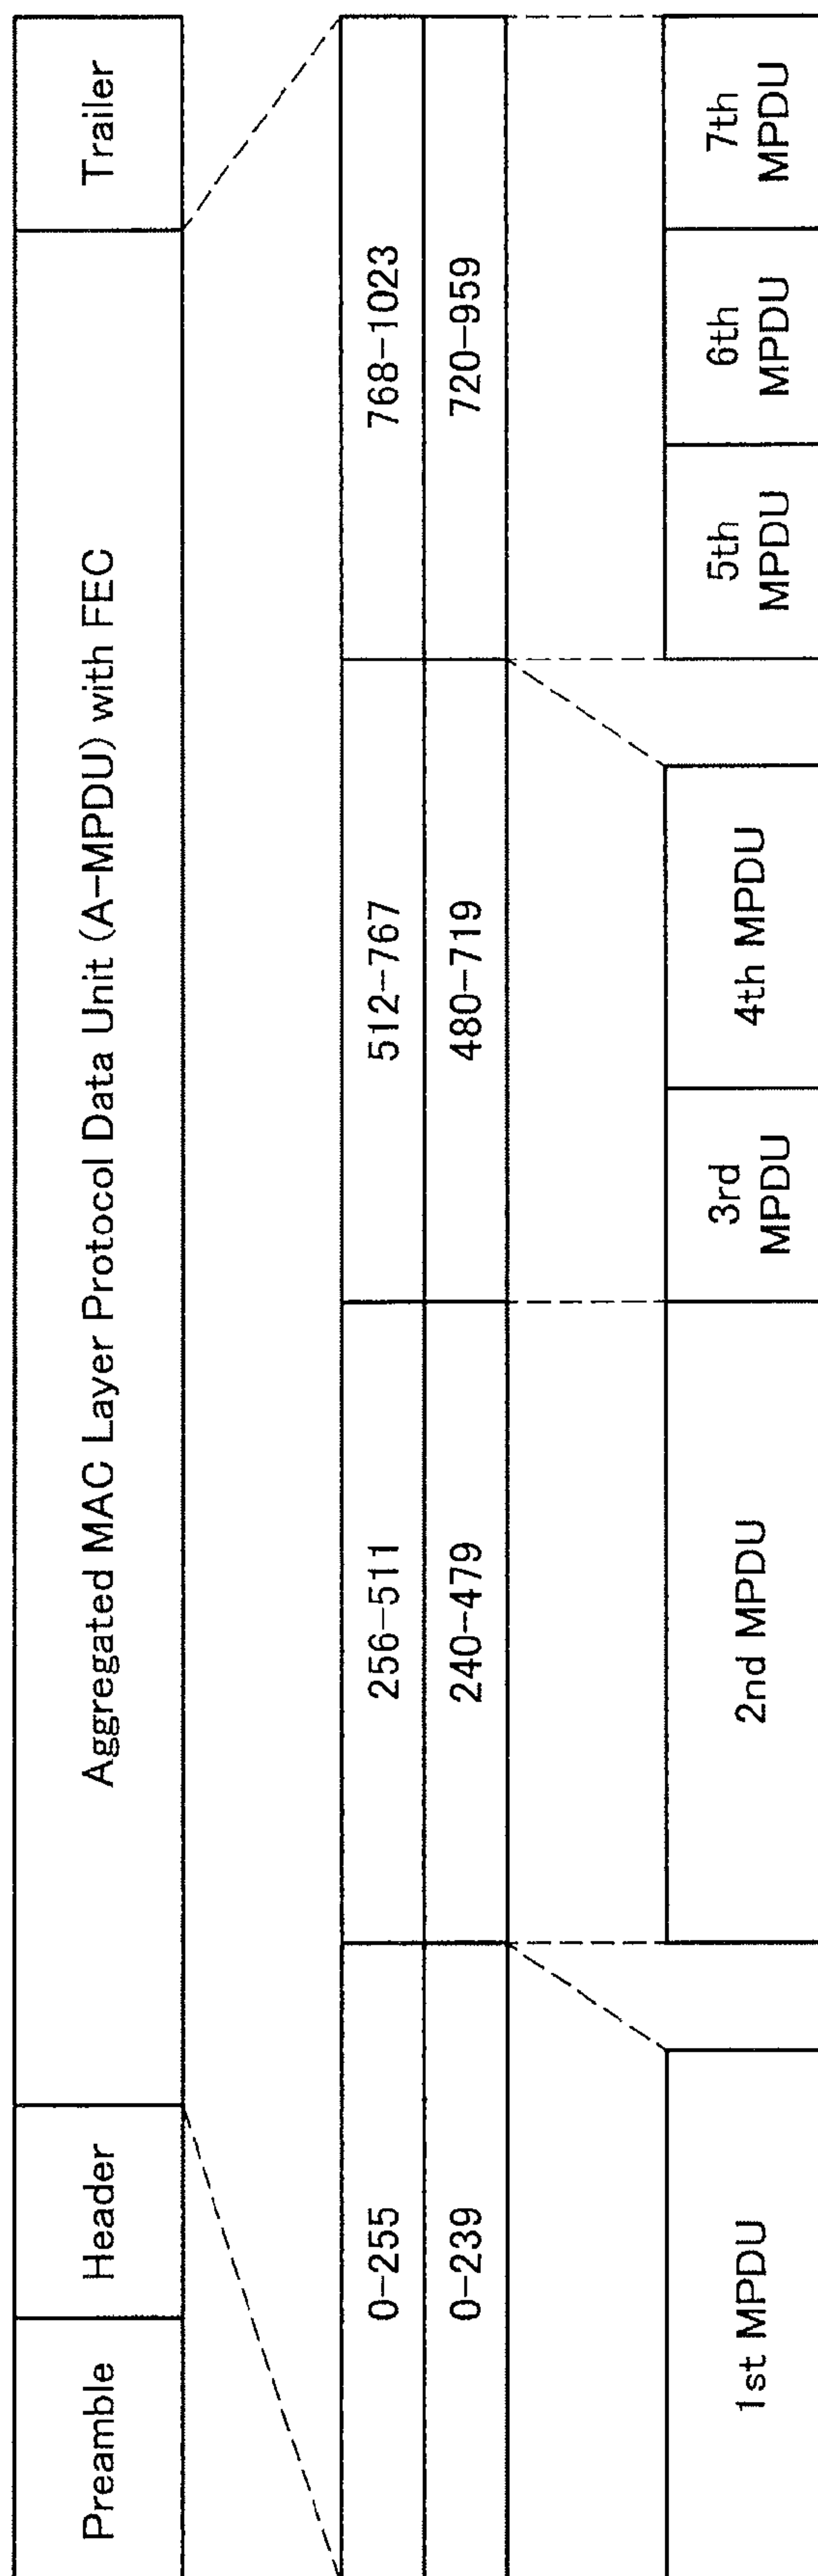 Preamble
Header
Aggregated MAC Layer Protocol Data Unit (A-MPDU) with FEC
Trailer
0-255
256-511
512-767
768-1023
0-239
240-479
480-719
720-959
1st MPDU
2nd MPDU
3rd
MPDU
4th MPDU
5th
MPDU
6th
MPDU
7th
MPDU